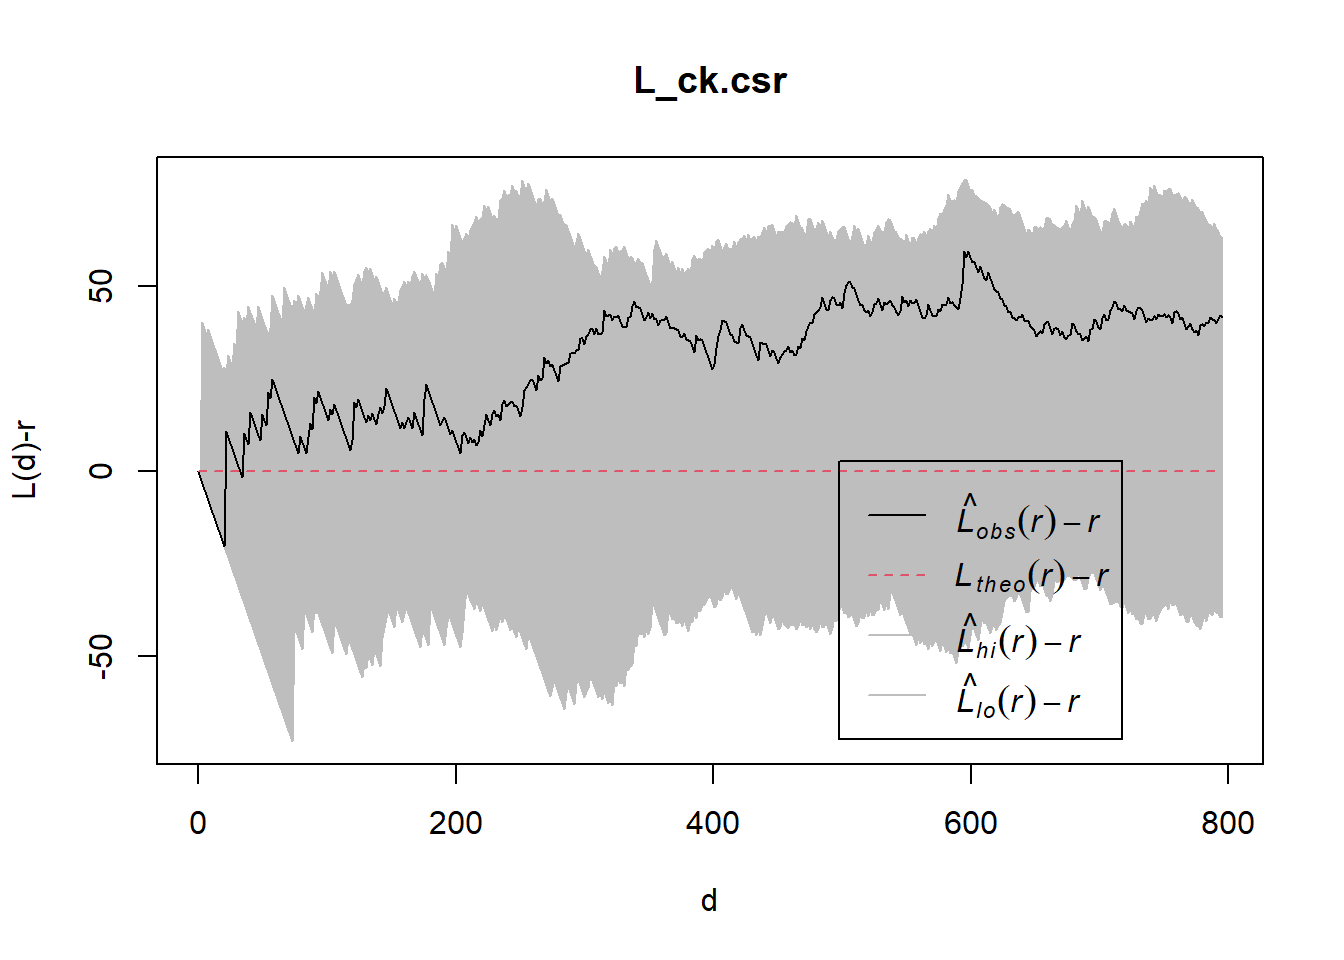 L_ck.csr
L(d)-r
50
0
-50
0 200 400 600 800
d
L̂obs(r) − r
Ltheo(r) − r
L̂hi(r) − r
L̂lo(r) − r